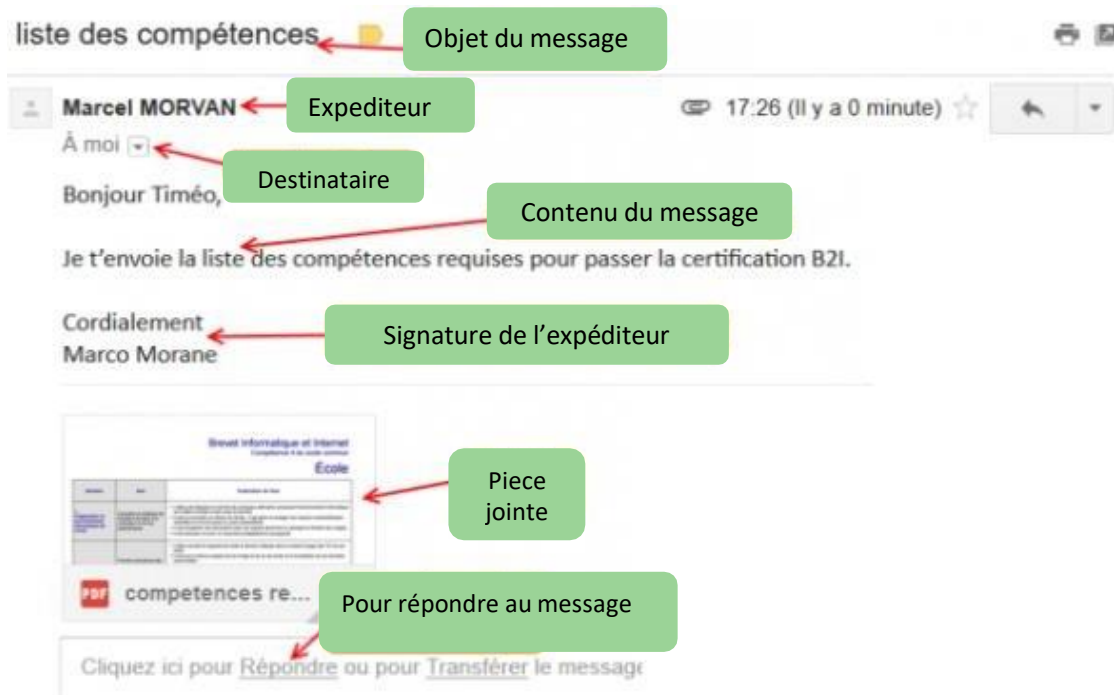 liste des compétences
Objet du message
Marcel MORVAN
Expediteur
17:26 (Il y a 0 minute)
À moi
Destinataire
Bonjour Timéo,
Contenu du message
Je t'envoie la liste des compétences requises pour passer la certification B2I.
Cordialement
Signature de l'expéditeur
Marco Morane
Brevet Informatique et Internet
École
Piece
jointe
PDF
competences re...
Pour répondre au message
Cliquez ici pour Répondre ou pour Transférer le message